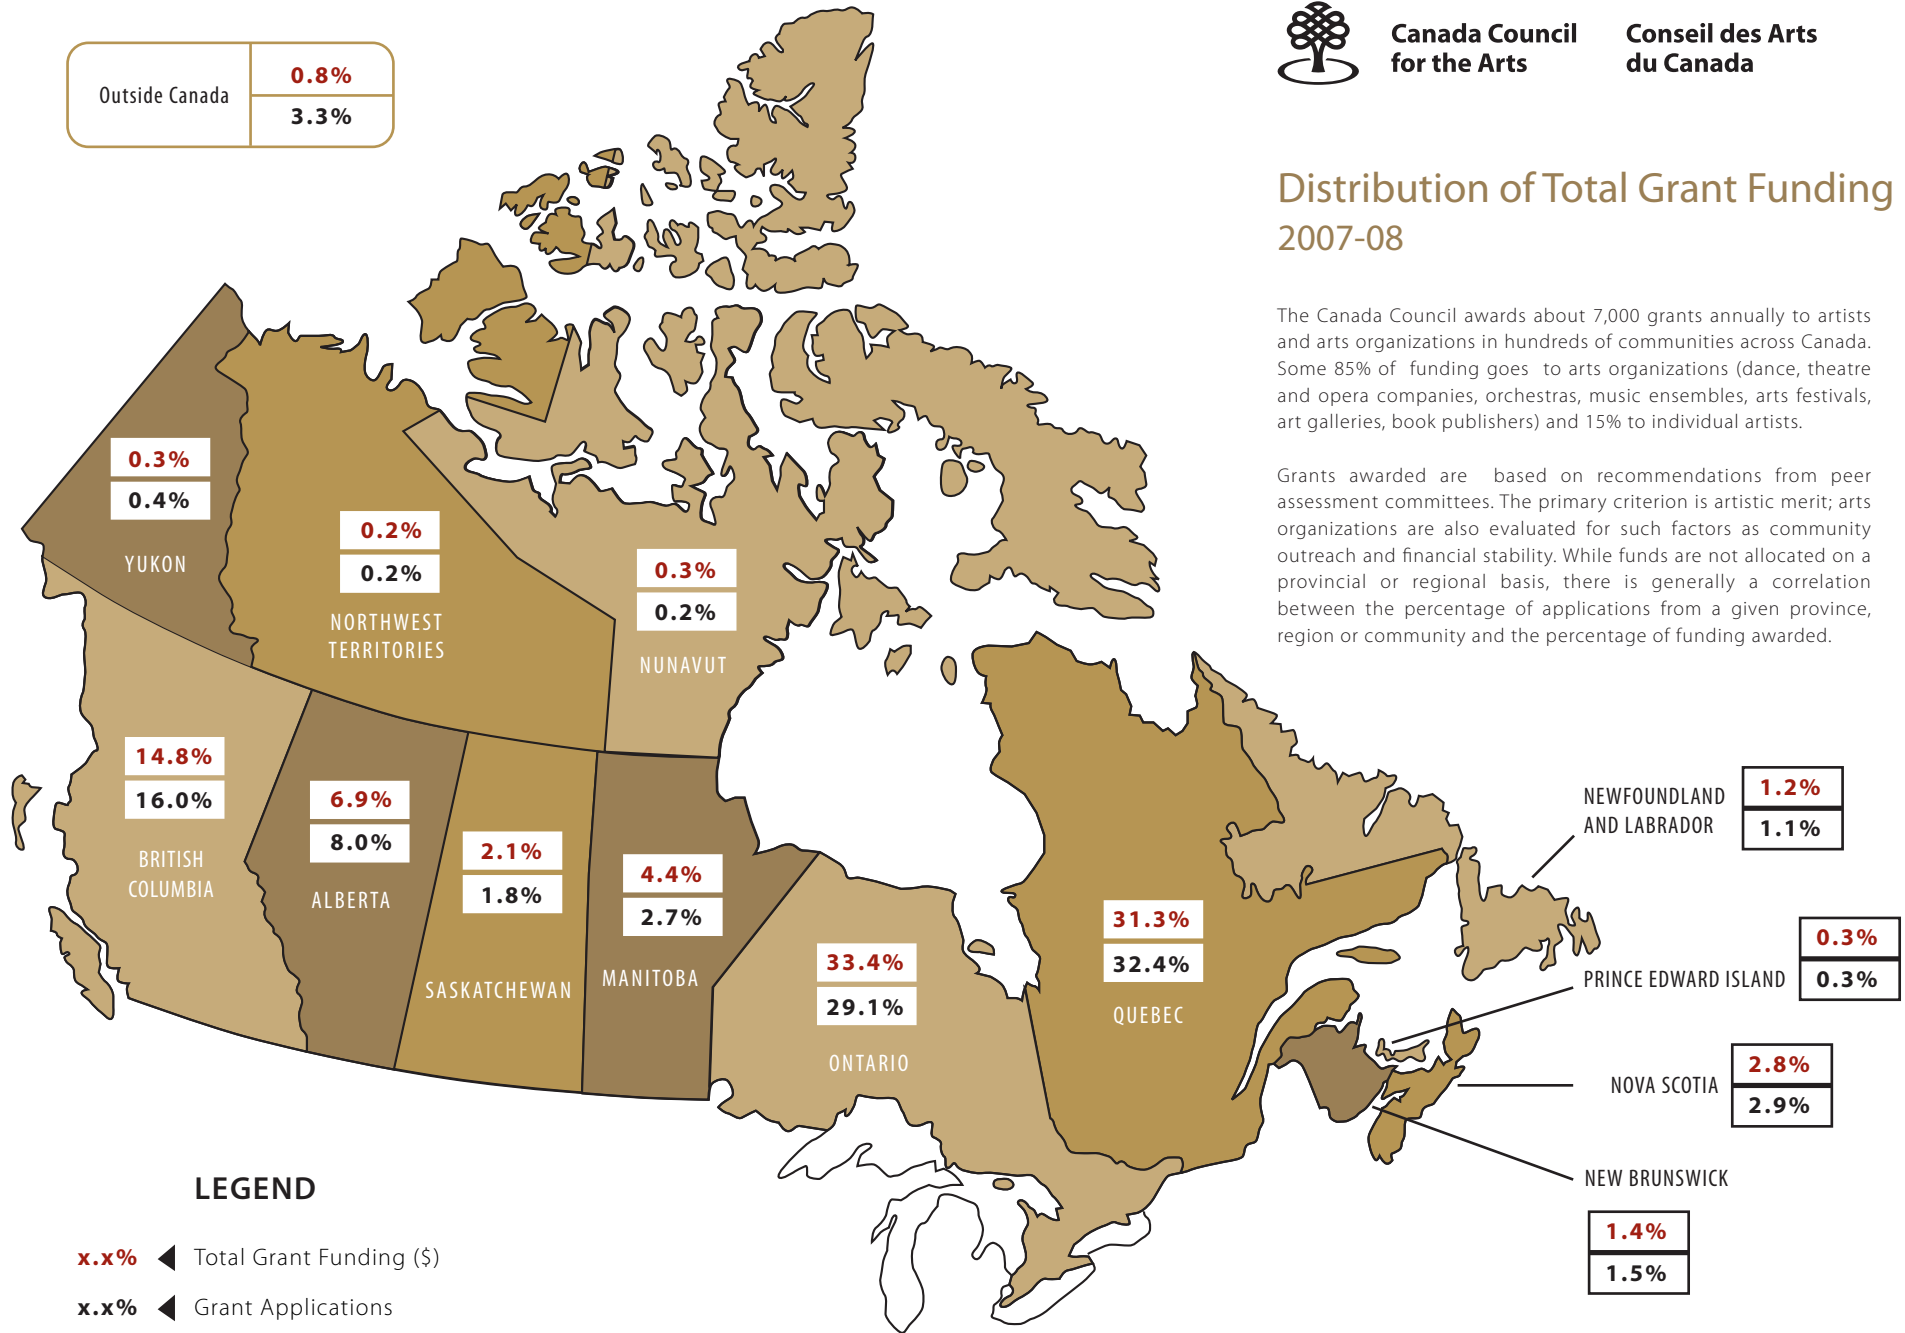 Canada Council
for the Arts
Conseil des Arts
du Canada
Outside Canada
0.8%
3.3%
Distribution of Total Grant Funding
2007-08
The Canada Council awards about 7,000 grants annually to artists
and arts organizations in hundreds of communities across Canada.
Some 85% of funding goes to arts organizations (dance, theatre
and opera companies, orchestras, music ensembles, arts festivals,
art galleries, book publishers) and 15% to individual artists.
Grants awarded are based on recommendations from peer
assessment committees. The primary criterion is artistic merit; arts
organizations are also evaluated for such factors as community
outreach and financial stability. While funds are not allocated on a
provincial or regional basis, there is generally a correlation
between the percentage of applications from a given province,
region or community and the percentage of funding awarded.
0.3%
0.4%
YUKON
0.2%
0.2%
NORTHWEST
TERRITORIES
0.3%
0.2%
NUNAVUT
14.8%
16.0%
BRITISH
COLUMBIA
6.9%
8.0%
ALBERTA
2.1%
1.8%
SASKATCHEWAN
4.4%
2.7%
MANITOBA
33.4%
29.1%
ONTARIO
31.3%
32.4%
QUEBEC
NEWFOUNDLAND
AND LABRADOR
1.2%
1.1%
PRINCE EDWARD ISLAND
0.3%
0.3%
NOVA SCOTIA
2.8%
2.9%
NEW BRUNSWICK
1.4%
1.5%
LEGEND
x.x% Total Grant Funding ($)
x.x% Grant Applications